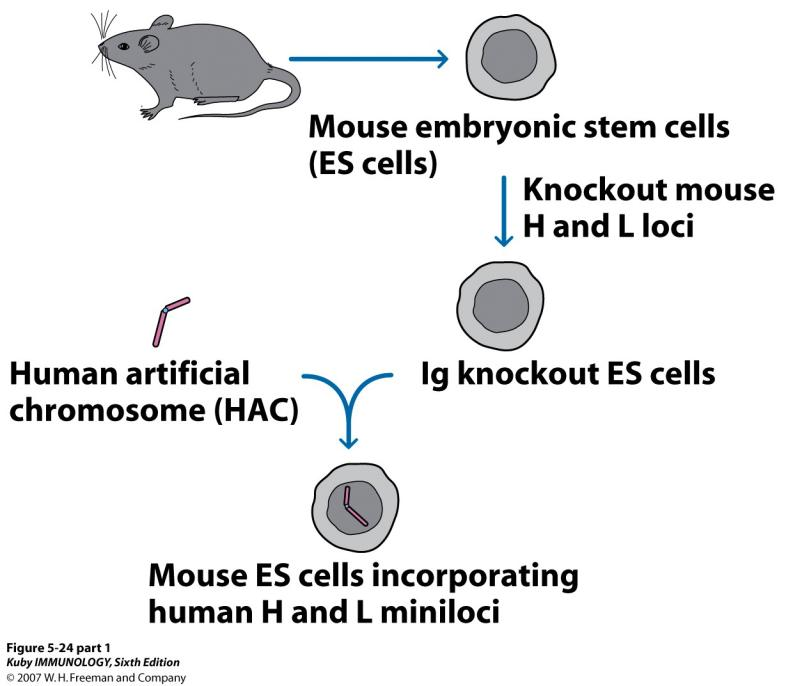 Mouse embryonic stem cells
(ES cells)
Knockout mouse
H and L loci
Human artificial
chromosome (HAC)
Ig knockout ES cells
Mouse ES cells incorporating
human H and L miniloci
Figure 5-24 part 1
Kuby IMMUNOLOGY, Sixth Edition
© 2007 W. H. Freeman and Company